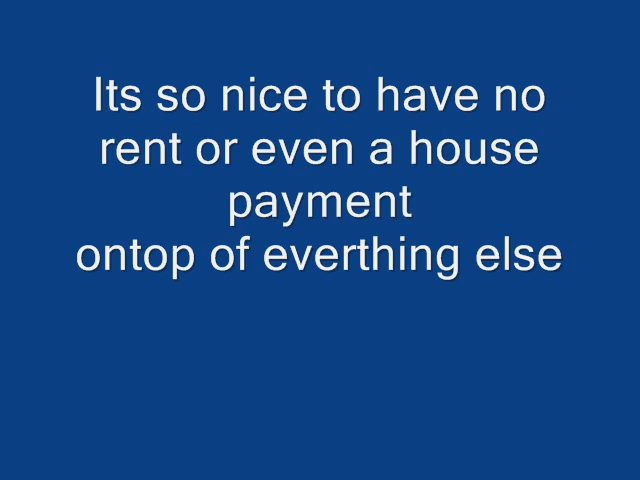 Its so nice to have no
rent or even a house
payment
ontop of everthing else